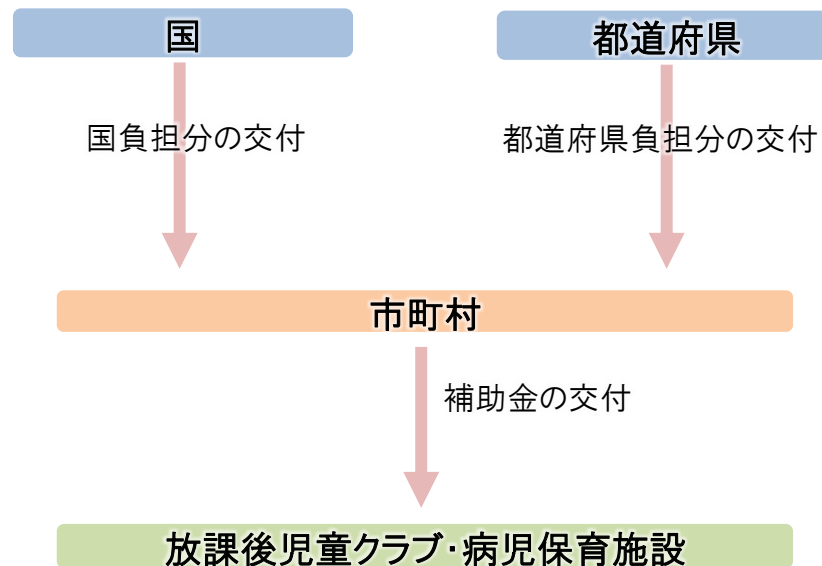 国
都道府県
国負担分の交付
都道府県負担分の交付
市町村
補助金の交付
放課後児童クラブ・病児保育施設